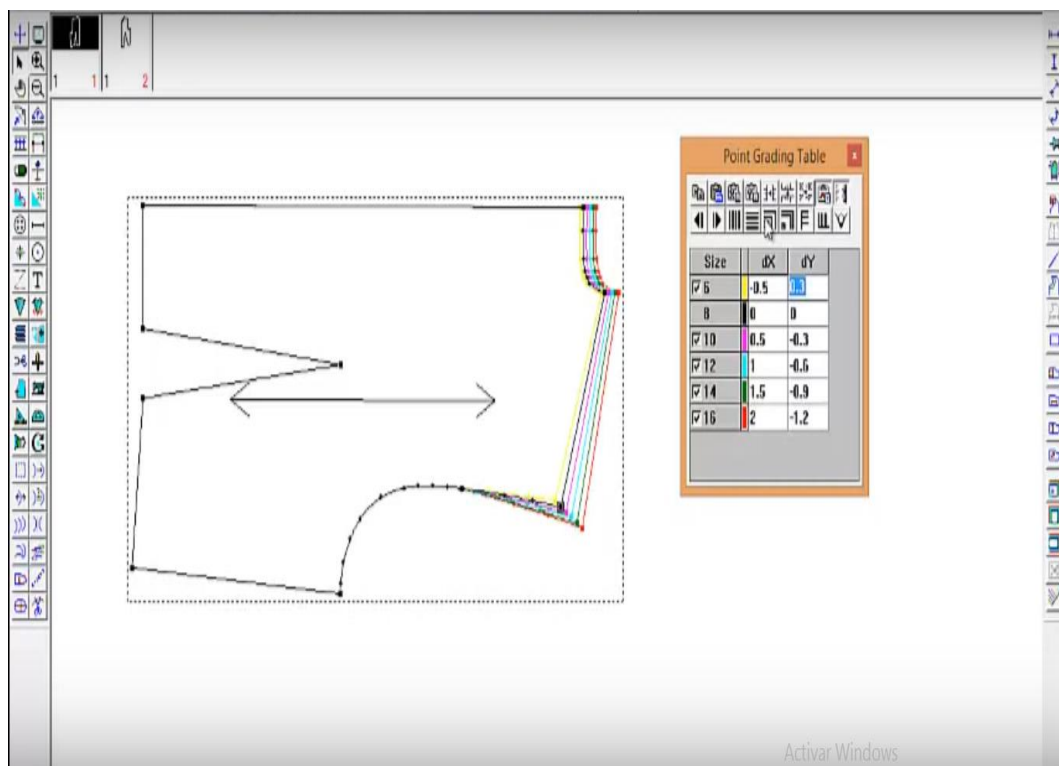 1 1 1 2
Point Grading Table
Size dX dY
6 -0.5 0.3
8 0 0
10 0.5 -0.3
12 1 -0.6
14 1.5 -0.9
16 2 -1.2
Activar Windows